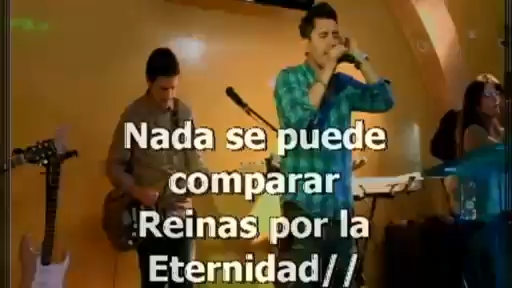 Nada se puede
comparar
Reinas por la
Eternidad//